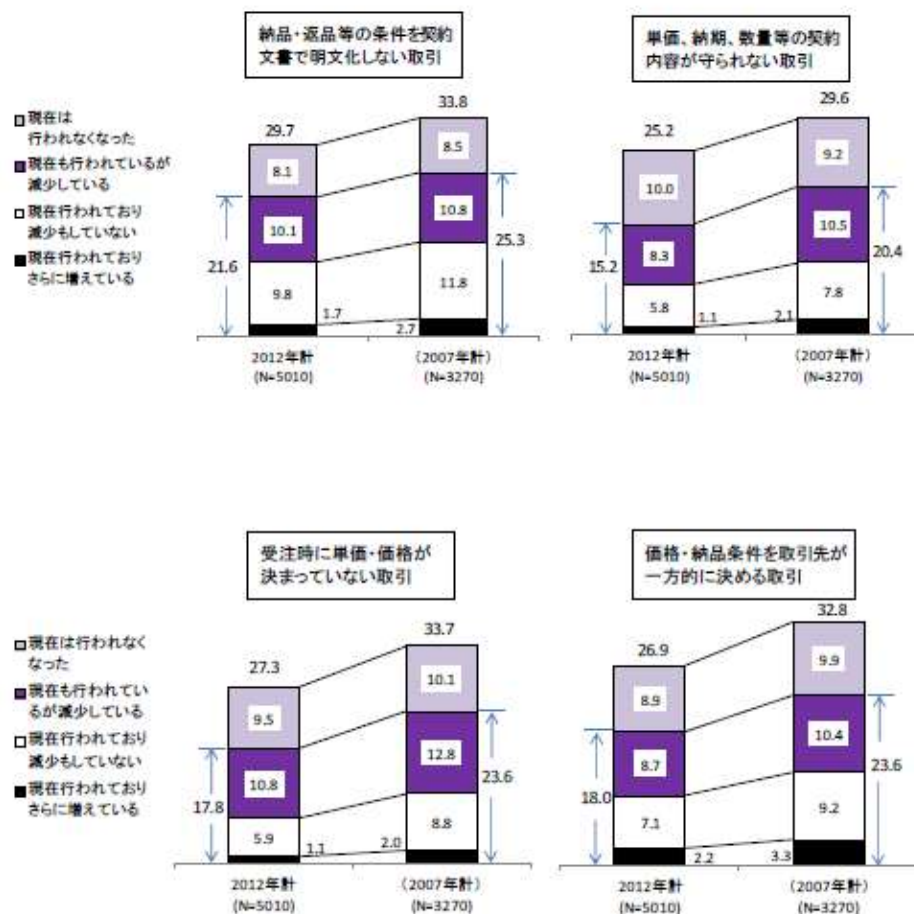 納品・返品等の条件を契約
文書で明文化しない取引
単価、納期、数量等の契約
内容が守られない取引
現在は
行われなくなった
現在も行われているが
減少している
現在行われており
減少もしていない
現在行われており
さらに増えている
29.7
33.8
8.1
8.5
10.1
10.8
21.6
25.3
9.8
11.8
1.7
2.7
2012年計
(N=5010)
（2007年計）
(N=3270)
25.2
29.6
10.0
9.2
8.3
10.5
15.2
20.4
5.8
7.8
1.1
2.1
2012年計
(N=5010)
（2007年計）
(N=3270)
受注時に単価・価格が
決まっていない取引
価格・納品条件を取引先が
一方的に決める取引
現在は行われなく
なった
現在も行われてい
るが減少している
現在行われており
減少もしていない
現在行われており
さらに増えている
27.3
33.7
9.5
10.1
10.8
12.8
17.8
23.6
5.9
8.8
1.1
2.0
2012年計
(N=5010)
（2007年計）
(N=3270)
26.9
32.8
8.9
9.9
8.7
10.4
18.0
23.6
7.1
9.2
2.2
3.3
2012年計
(N=5010)
（2007年計）
(N=3270)